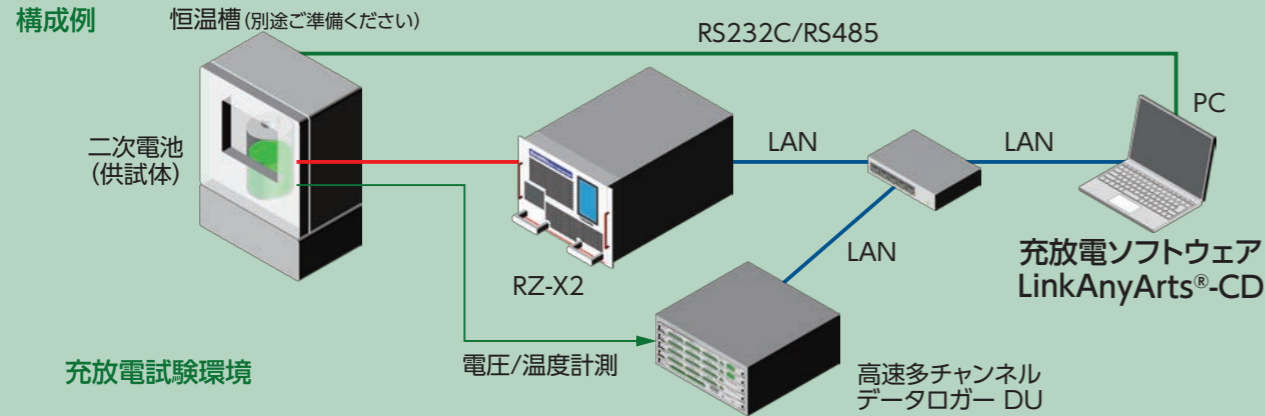 構成例
恒温槽(別途ご準備ください)
RS232C/RS485
PC
二次電池
(供試体)
LAN
LAN
LAN
RZ-X2
充放電ソフトウェア
LinkAnyArts®-CD
電圧/温度計測
高速多チャンネル
データロガー DU
充放電試験環境